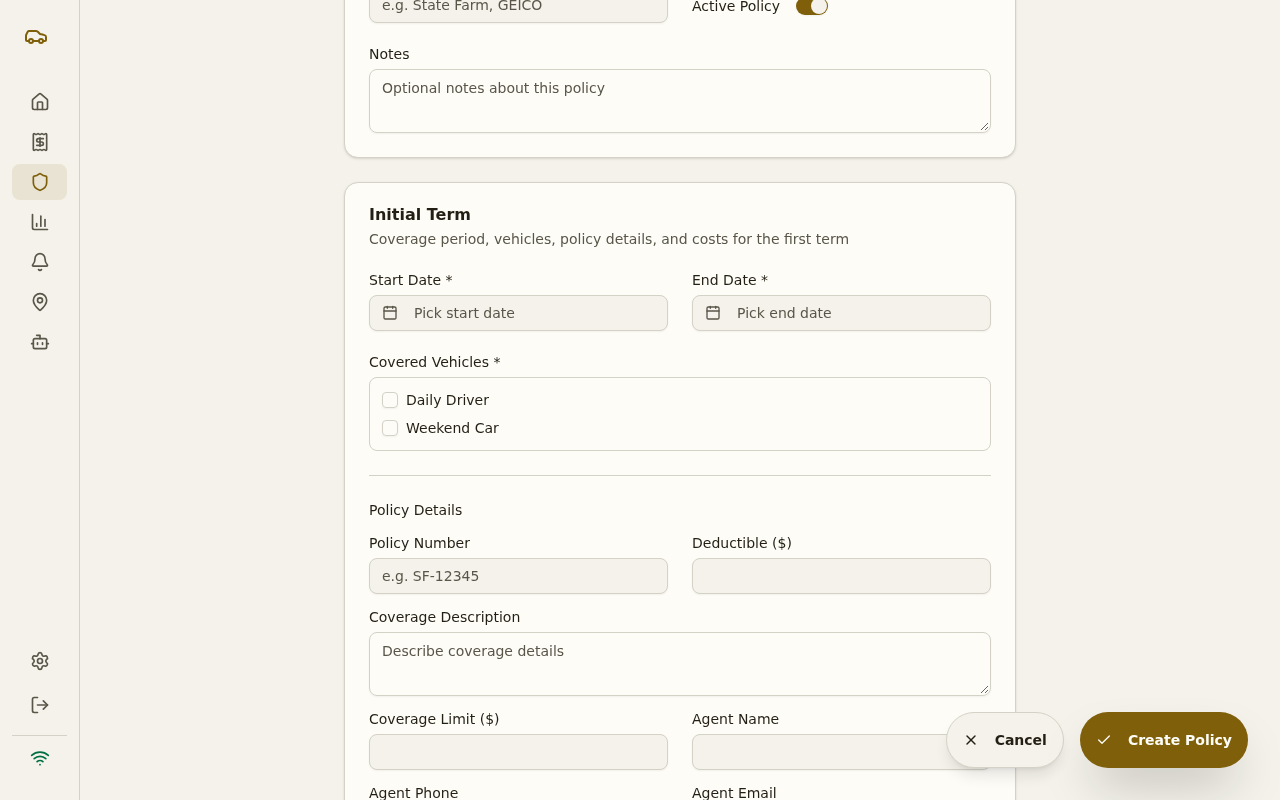 e.g. State Farm, GEICO
Active Policy
Notes
Optional notes about this policy
Initial Term
Coverage period, vehicles, policy details, and costs for the first term
Start Date *
End Date *
Pick start date
Pick end date
Covered Vehicles *
Daily Driver
Weekend Car
Policy Details
Policy Number
Deductible ($)
e.g. SF-12345
Coverage Description
Describe coverage details
Coverage Limit ($)
Agent Name
Cancel
Create Policy
Agent Phone
Agent Email